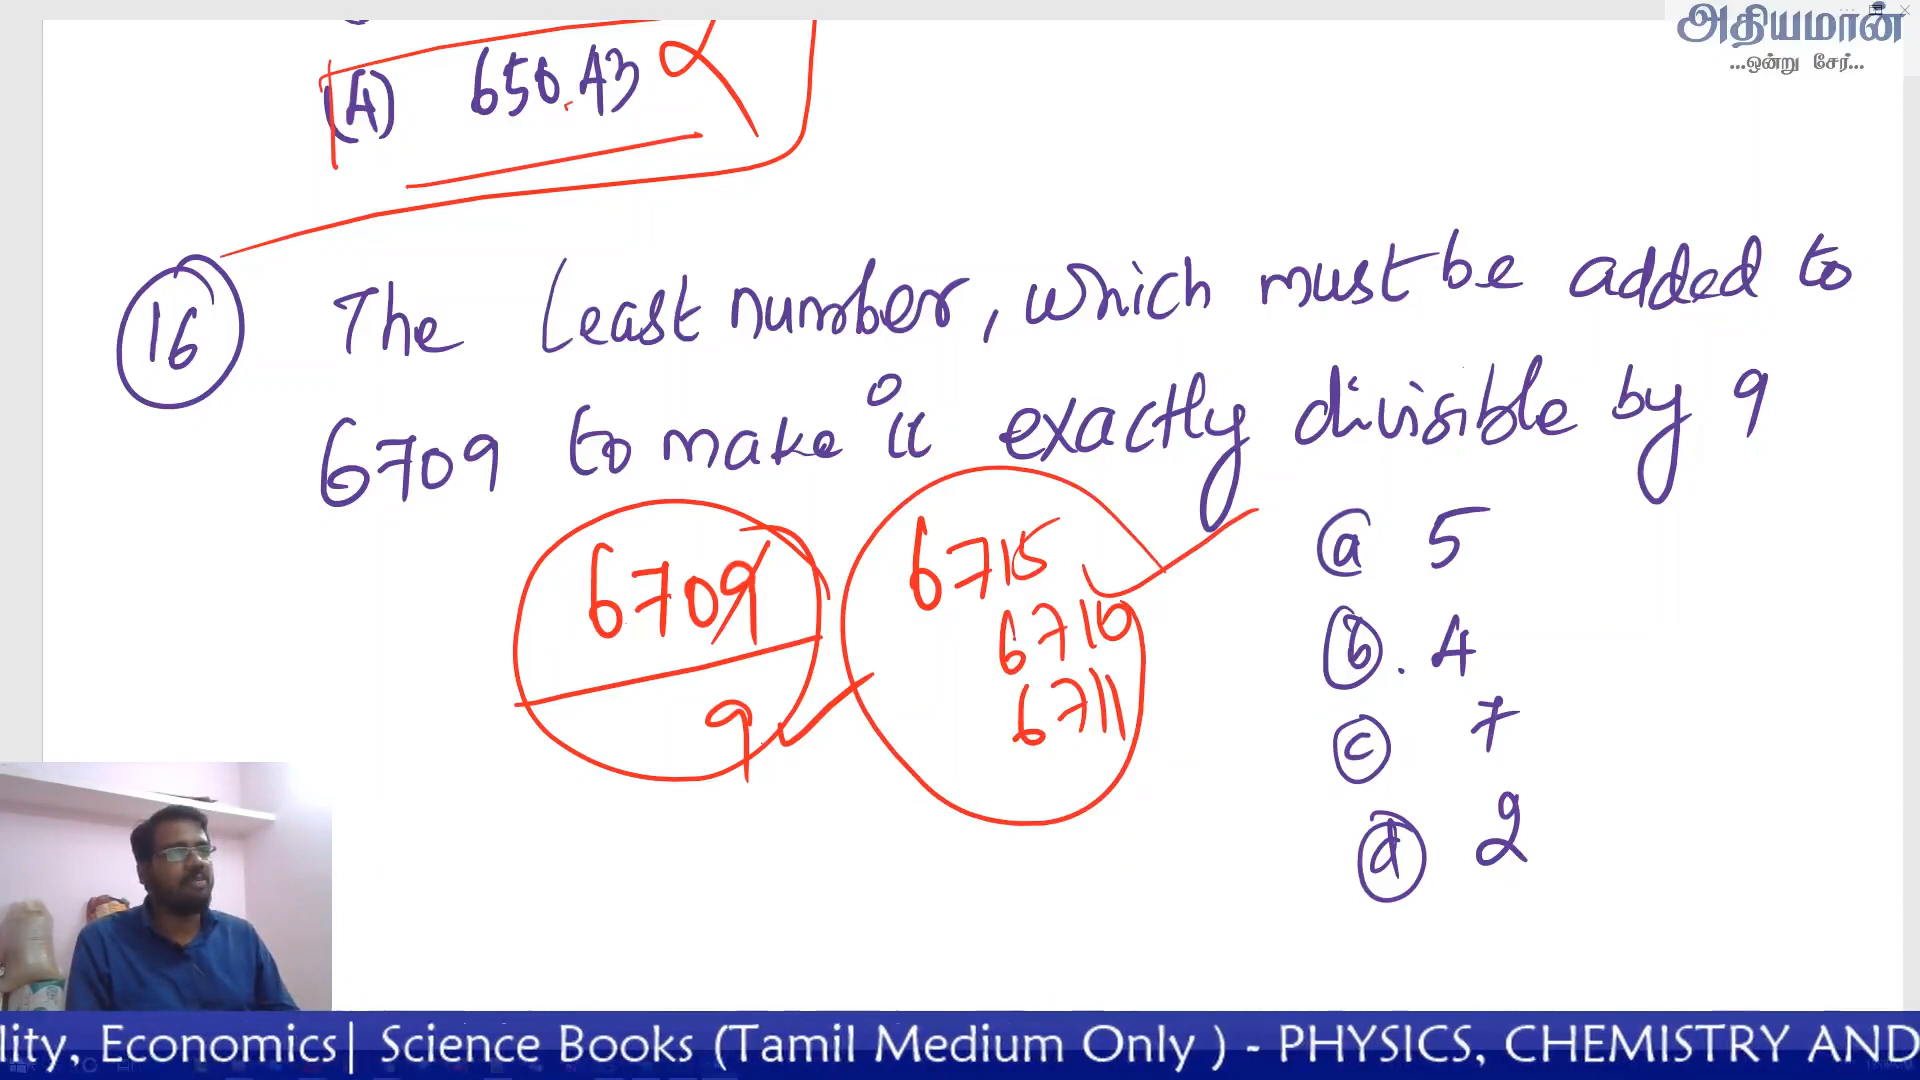 அதியமான்
...ஒன்று சேர்...
(A) 650.43
16 The Least number, which must be added to
6709 to make it exactly divisible by 9
6709
9
6715
6710
6711
a 5
b. 4
c 7
d 2
lity, Economics| Science Books (Tamil Medium Only ) - PHYSICS, CHEMISTRY AND